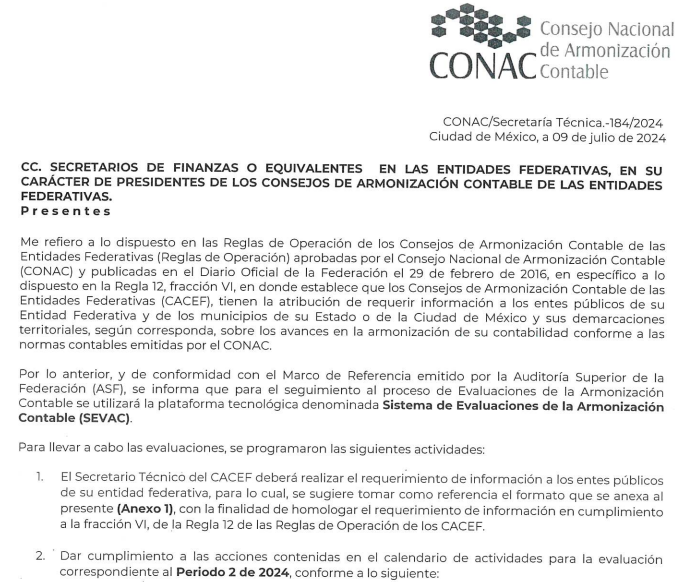 CONAC
Consejo Nacional
de Armonización
Contable
CONAC/Secretaría Técnica.-184/2024
Ciudad de México, a 09 de julio de 2024
CC. SECRETARIOS DE FINANZAS O EQUIVALENTES EN LAS ENTIDADES FEDERATIVAS, EN SU
CARÁCTER DE PRESIDENTES DE LOS CONSEJOS DE ARMONIZACIÓN CONTABLE DE LAS ENTIDADES
FEDERATIVAS.
P r e s e n t e s
Me refiero a lo dispuesto en las Reglas de Operación de los Consejos de Armonización Contable de las
Entidades Federativas (Reglas de Operación) aprobadas por el Consejo Nacional de Armonización Contable
(CONAC) y publicadas en el Diario Oficial de la Federación el 29 de febrero de 2016, en específico a lo
dispuesto en la Regla 12, fracción VI, en donde establece que los Consejos de Armonización Contable de las
Entidades Federativas (CACEF), tienen la atribución de requerir información a los entes públicos de su
Entidad Federativa y de los municipios de su Estado o de la Ciudad de México y sus demarcaciones
territoriales, según corresponda, sobre los avances en la armonización de su contabilidad conforme a las
normas contables emitidas por el CONAC.
Por lo anterior, y de conformidad con el Marco de Referencia emitido por la Auditoría Superior de la
Federación (ASF), se informa que para el seguimiento al proceso de Evaluaciones de la Armonización
Contable se utilizará la plataforma tecnológica denominada Sistema de Evaluaciones de la Armonización
Contable (SEVAC).
Para llevar a cabo las evaluaciones, se programaron las siguientes actividades:
1. El Secretario Técnico del CACEF deberá realizar el requerimiento de información a los entes públicos
de su entidad federativa, para lo cual, se sugiere tomar como referencia el formato que se anexa al
presente (Anexo 1), con la finalidad de homologar el requerimiento de información en cumplimiento
a la fracción VI, de la Regla 12 de las Reglas de Operación de los CACEF.
2. Dar cumplimiento a las acciones contenidas en el calendario de actividades para la evaluación
correspondiente al Periodo 2 de 2024, conforme a lo siguiente: